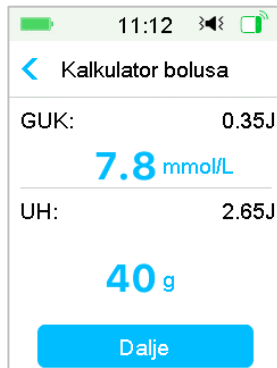 11:12
Kalkulator bolusa
GUK: 0.35J
7.8 mmol/L
UH: 2.65J
40 g
Dalje